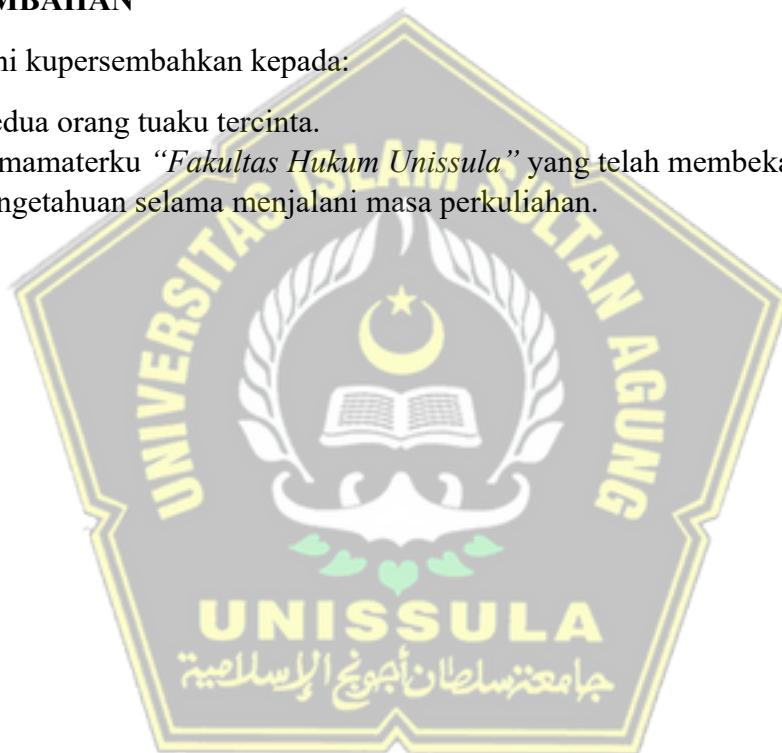 MBAHAN
ni kupersembahkan kepada:
edua orang tuaku tercinta.
mamaterku “Fakultas Hukum Unissula” yang telah membeka
ngetahuan selama menjalani masa perkuliahan.
UNIVERSITAS ISLAM SULTAN AGUNG
UNISSULA
جامعة سلطان أجونج الإسلامية